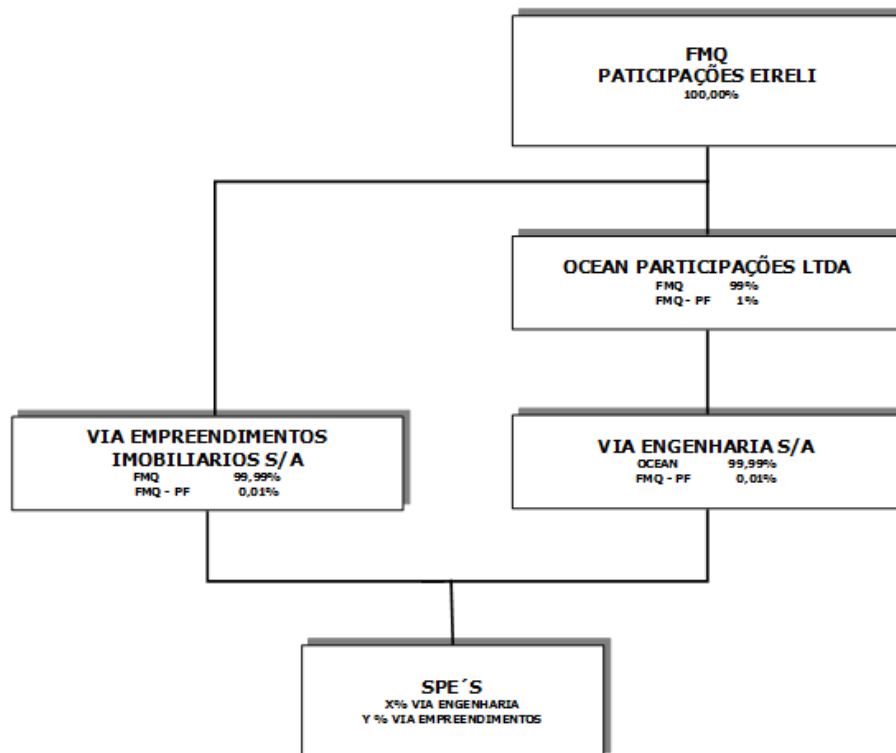 FMQ
PATICIPAÇÕES EIRELI
100,00%
OCEAN PARTICIPAÇÕES LTDA
FMQ 99%
FMQ - PF 1%
VIA EMPREENDIMENTOS
IMOBILIARIOS S/A
FMQ 99,99%
FMQ - PF 0,01%
VIA ENGENHARIA S/A
OCEAN 99,99%
FMQ - PF 0,01%
SPE´S
X% VIA ENGENHARIA
Y % VIA EMPREENDIMENTOS